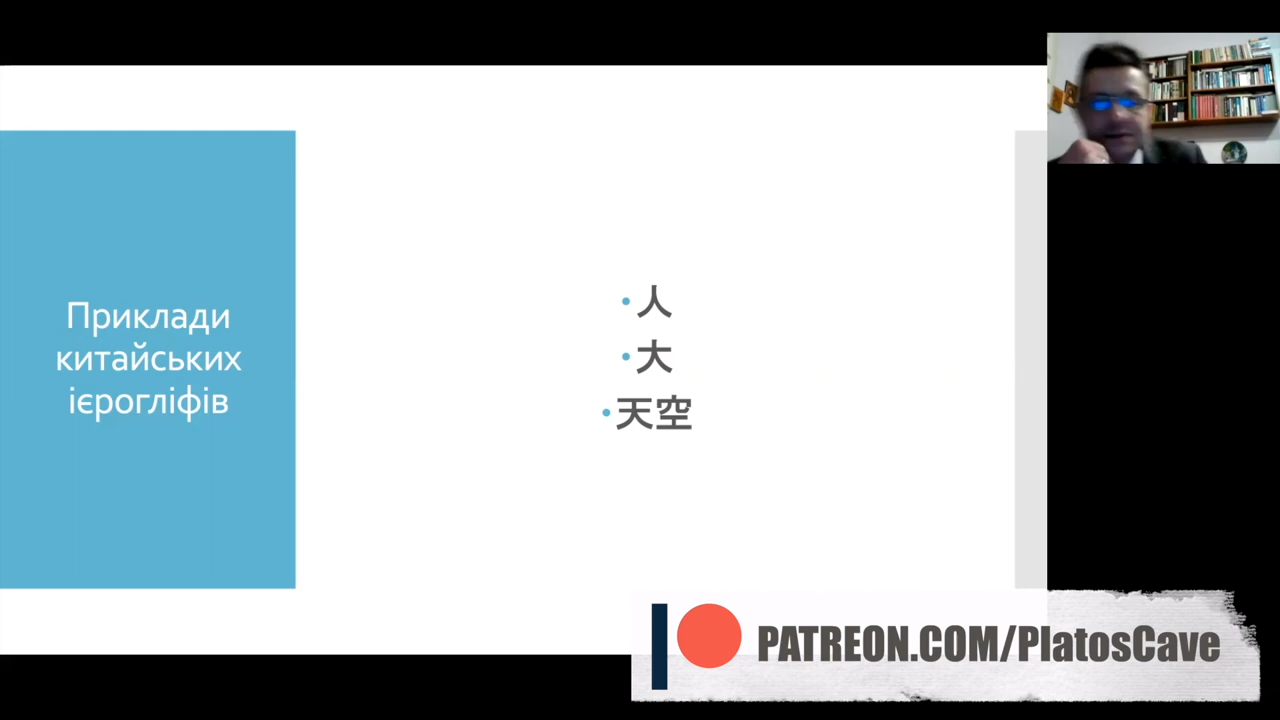 Приклади
китайських
ієрогліфів
• 人
• 大
• 天空
PATREON.COM/PlatosCave